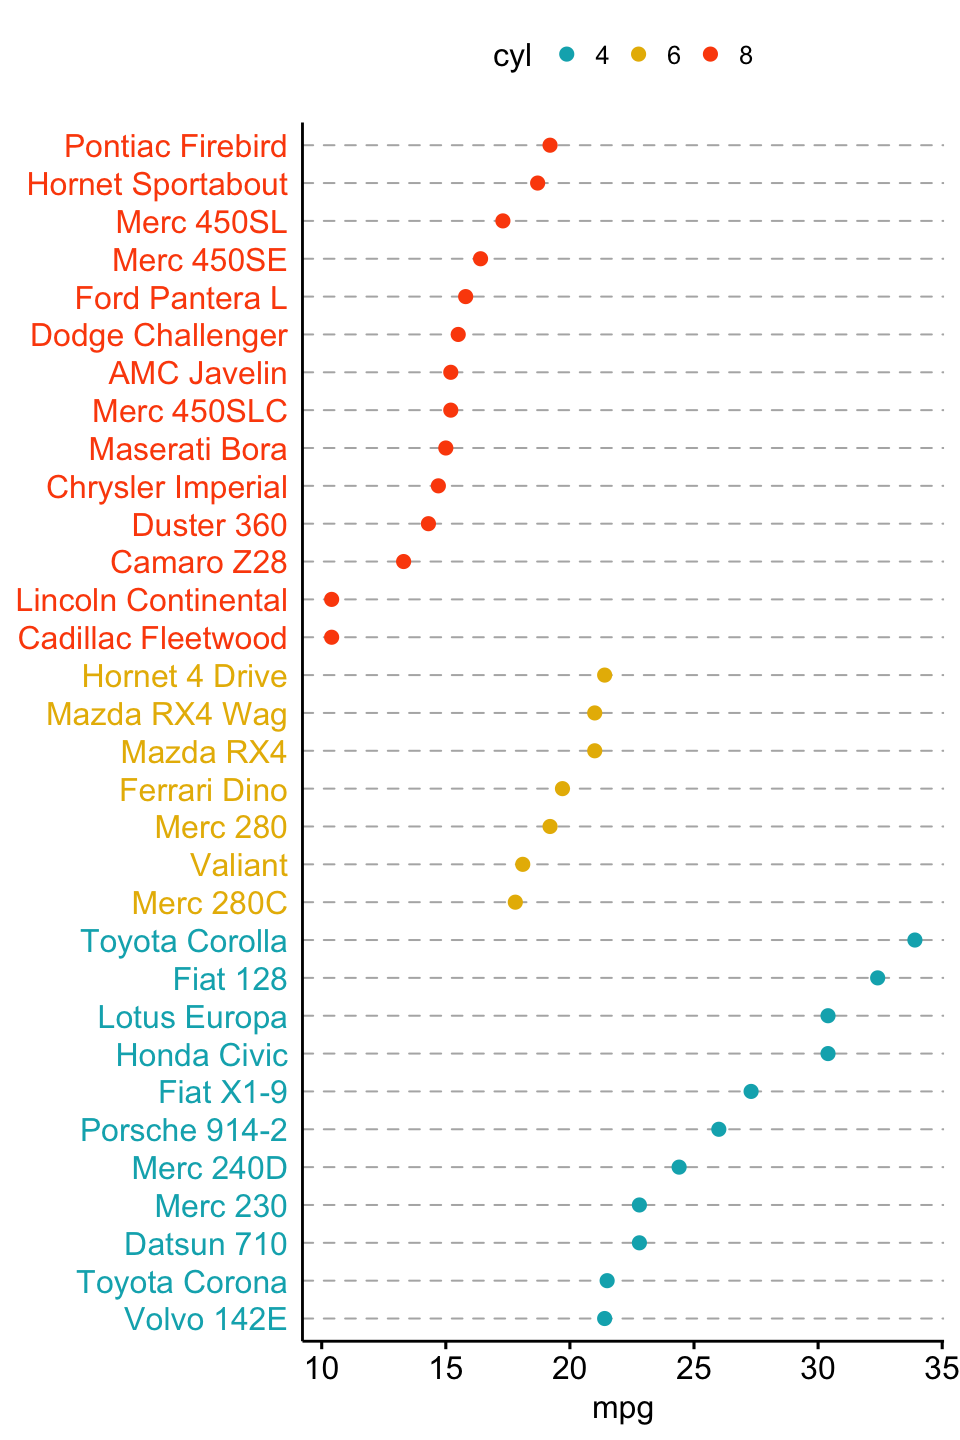 cyl 4 6 8
Pontiac Firebird
Hornet Sportabout
Merc 450SL
Merc 450SE
Ford Pantera L
Dodge Challenger
AMC Javelin
Merc 450SLC
Maserati Bora
Chrysler Imperial
Duster 360
Camaro Z28
Lincoln Continental
Cadillac Fleetwood
Hornet 4 Drive
Mazda RX4 Wag
Mazda RX4
Ferrari Dino
Merc 280
Valiant
Merc 280C
Toyota Corolla
Fiat 128
Lotus Europa
Honda Civic
Fiat X1-9
Porsche 914-2
Merc 240D
Merc 230
Datsun 710
Toyota Corona
Volvo 142E
10 15 20 25 30 35
mpg